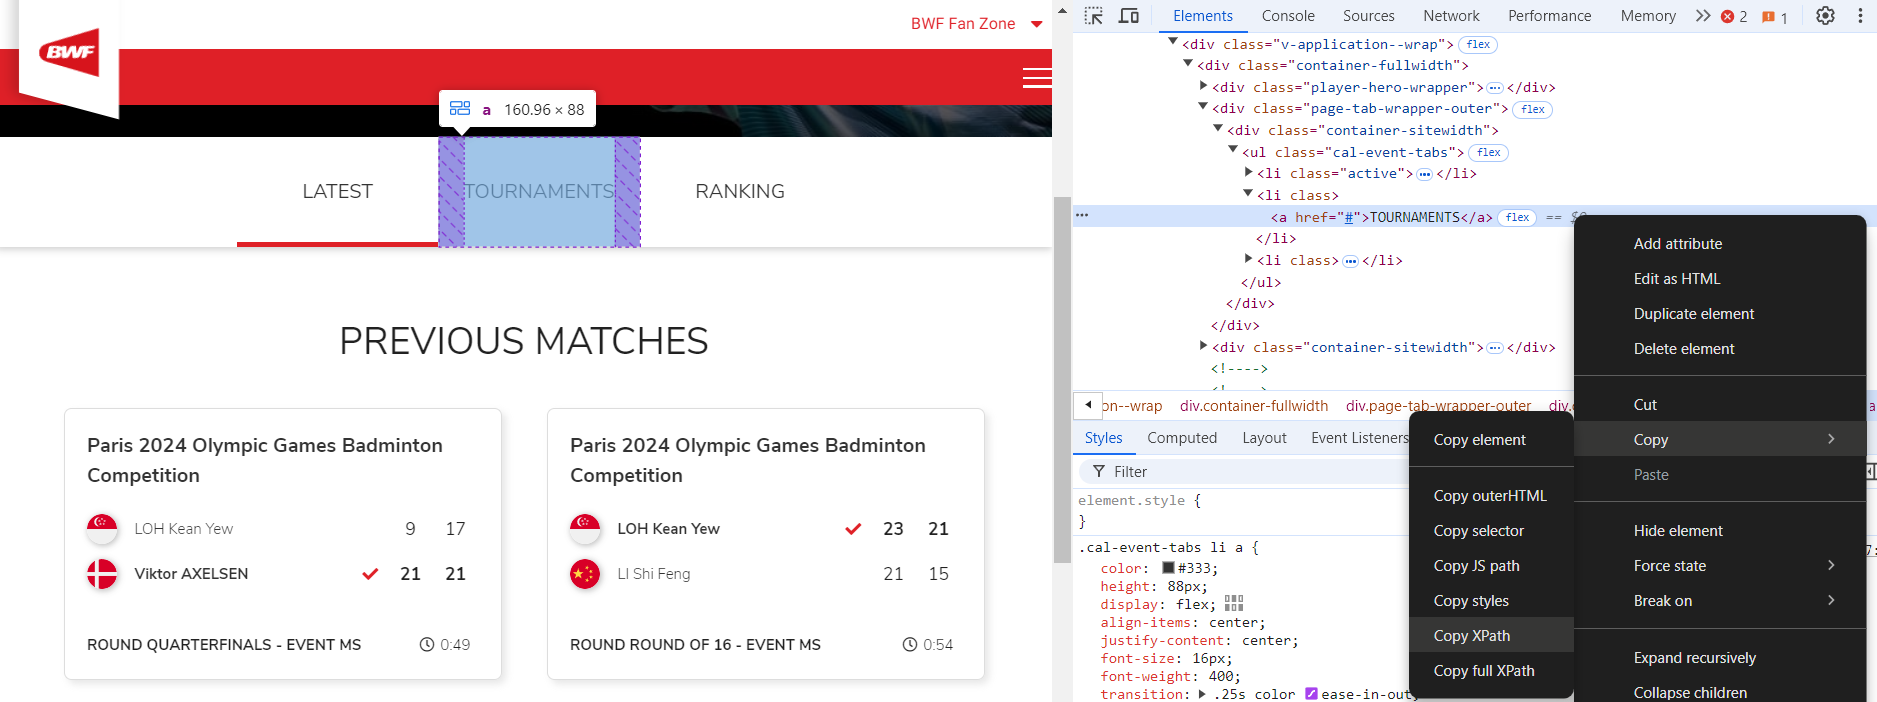 BWF Fan Zone
BWF
a 160.96 × 88
LATEST TOURNAMENTS RANKING
PREVIOUS MATCHES
Paris 2024 Olympic Games Badminton
Competition
LOH Kean Yew 9 17
Viktor AXELSEN 21 21
ROUND QUARTERFINALS - EVENT MS 0:49
Paris 2024 Olympic Games Badminton
Competition
LOH Kean Yew 23 21
LI Shi Feng 21 15
ROUND ROUND OF 16 - EVENT MS 0:54
Elements Console Sources Network Performance Memory 2 1
<div class="v-application--wrap"> flex
<div class="container-fullwidth">
<div class="player-hero-wrapper"> ⋯ </div>
<div class="page-tab-wrapper-outer"> flex
<div class="container-sitewidth">
<ul class="cal-event-tabs"> flex
<li class="active"> ⋯ </li>
<li class>
⋯ <a href="#">TOURNAMENTS</a> flex ==
</li>
<li class> ⋯ </li>
</ul>
</div>
</div>
<div class="container-sitewidth"> ⋯ </div>
<!---->
on--wrap div.container-fullwidth div.page-tab-wrapper-outer a
Styles Computed Layout Event Listeners
Filter
element.style {
}
.cal-event-tabs li a {
color: #333;
height: 88px;
display: flex;
align-items: center;
justify-content: center;
font-size: 16px;
font-weight: 400;
transition: .25s color ease-in-out
Copy element
Copy outerHTML
Copy selector
Copy JS path
Copy styles
Copy XPath
Copy full XPath
Add attribute
Edit as HTML
Duplicate element
Delete element
Cut
Copy
Paste
Hide element
Force state
Break on
Expand recursively
Collapse children